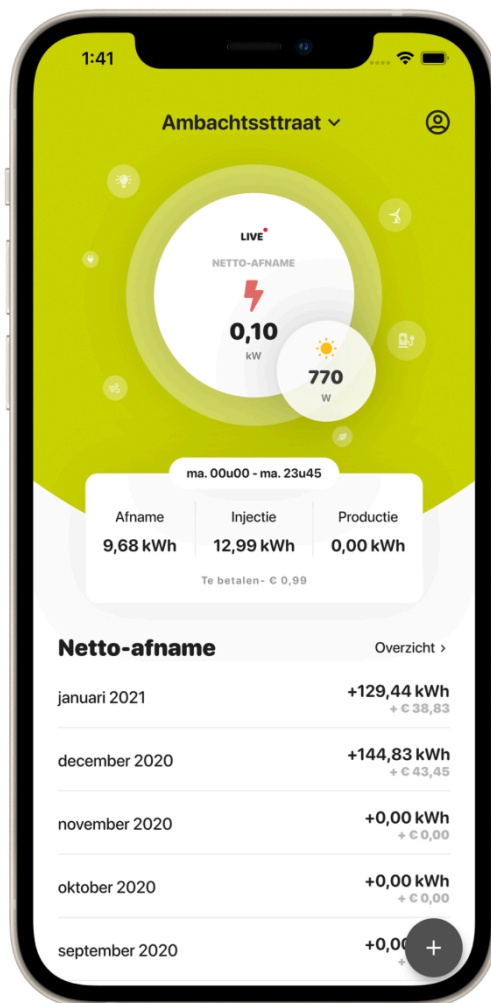 1:41
Ambachtssttraat
LIVE
NETTO-AFNAME
0,10
kW
770
W
ma. 00u00 - ma. 23u45
Afname Injectie Productie
9,68 kWh 12,99 kWh 0,00 kWh
Te betalen- € 0,99
Netto-afname Overzicht >
januari 2021 +129,44 kWh
+ € 38,83
december 2020 +144,83 kWh
+ € 43,45
november 2020 +0,00 kWh
+ € 0,00
oktober 2020 +0,00 kWh
+ € 0,00
september 2020